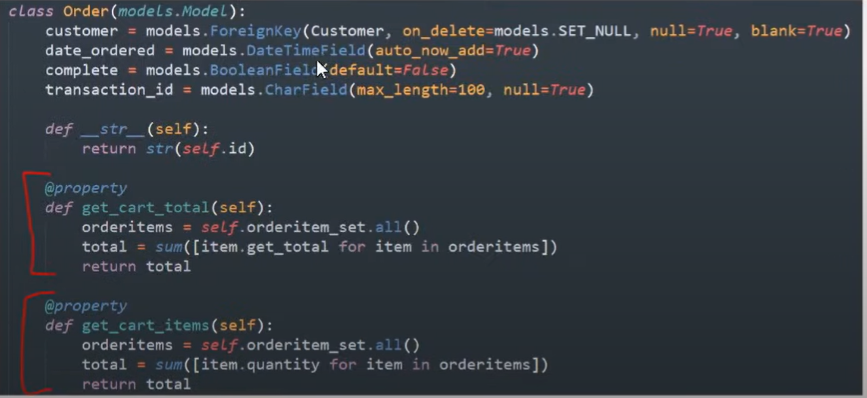 class Order(models.Model):
    customer = models.ForeignKey(Customer, on_delete=models.SET_NULL, null=True, blank=True)
    date_ordered = models.DateTimeField(auto_now_add=True)
    complete = models.BooleanField(default=False)
    transaction_id = models.CharField(max_length=100, null=True)
    def __str__(self):
        return str(self.id)
    @property
    def get_cart_total(self):
        orderitems = self.orderitem_set.all()
        total = sum([item.get_total for item in orderitems])
        return total
    @property
    def get_cart_items(self):
        orderitems = self.orderitem_set.all()
        total = sum([item.quantity for item in orderitems])
        return total